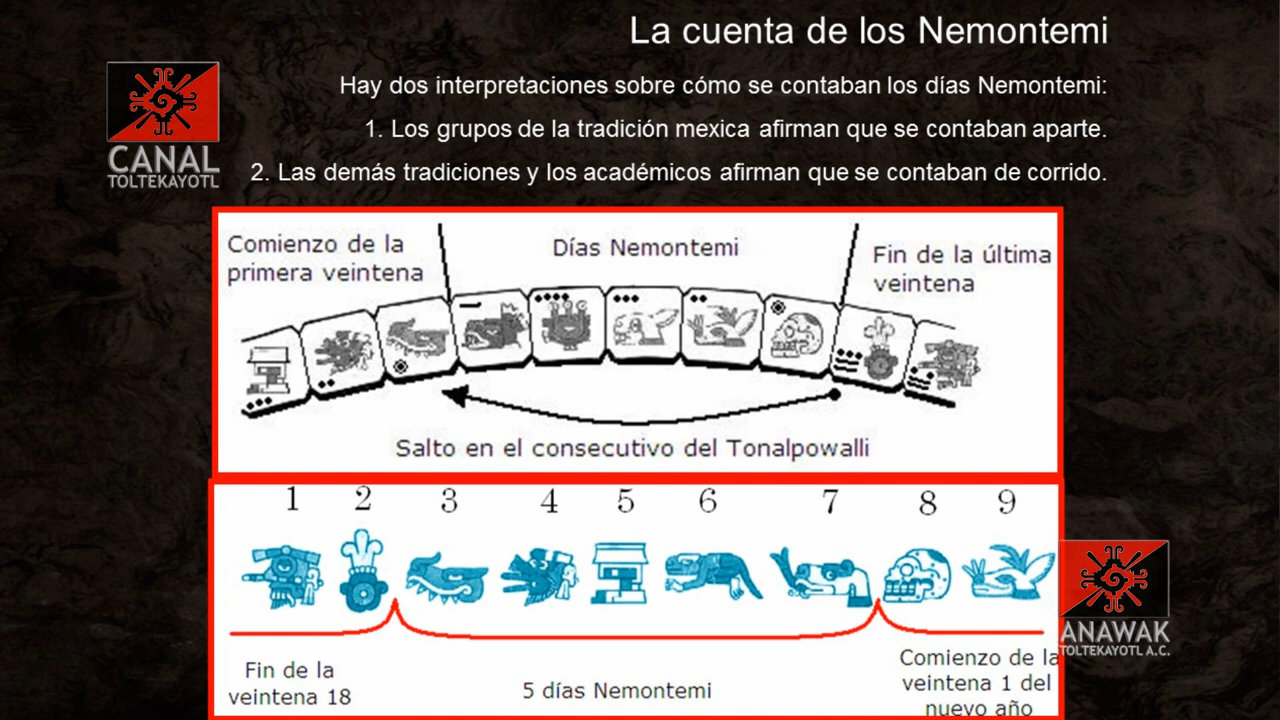 La cuenta de los Nemontemi
Hay dos interpretaciones sobre cómo se contaban los días Nemontemi:
1. Los grupos de la tradición mexica afirman que se contaban aparte.
2. Las demás tradiciones y los académicos afirman que se contaban de corrido.
CANAL
TOLTEKAYOTL
Comienzo de la
primera veintena
Días Nemontemi
Fin de la última
veintena
Salto en el consecutivo del Tonalpowalli
1 2 3 4 5 6 7 8 9
Fin de la
veintena 18
5 días Nemontemi
Comienzo de la
veintena 1 del
nuevo año
ANAWAK
TOLTEKAYOTL A.C.